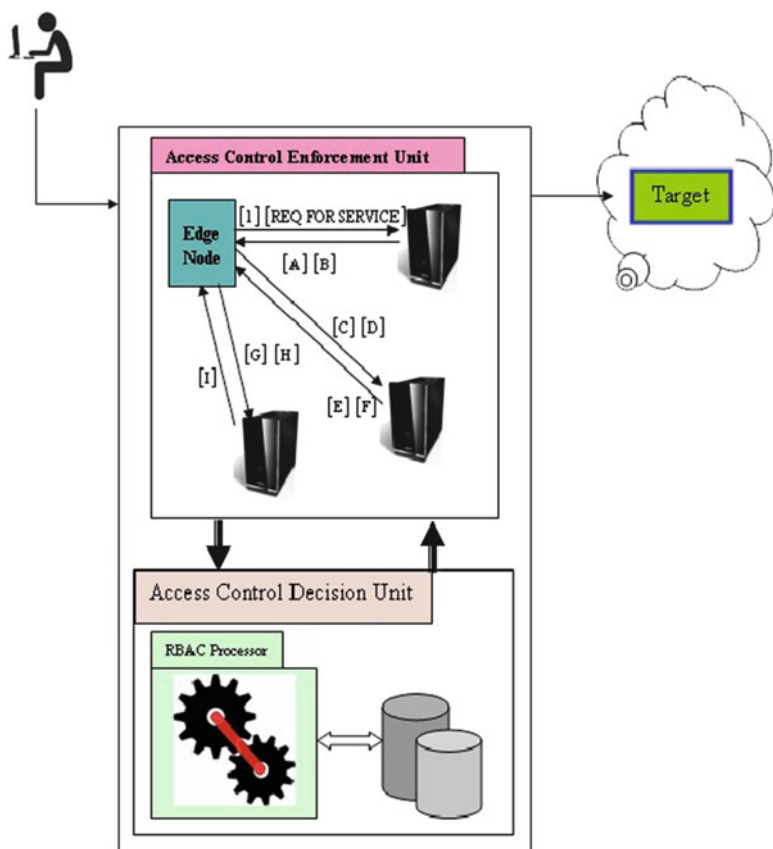 Access Control Enforcement Unit
Target
[1] [REQ FOR SERVICE]
Edge
Node
[A] [B]
[C] [D]
[G] [H]
[I]
[E] [F]
Access Control Decision Unit
RBAC Processor